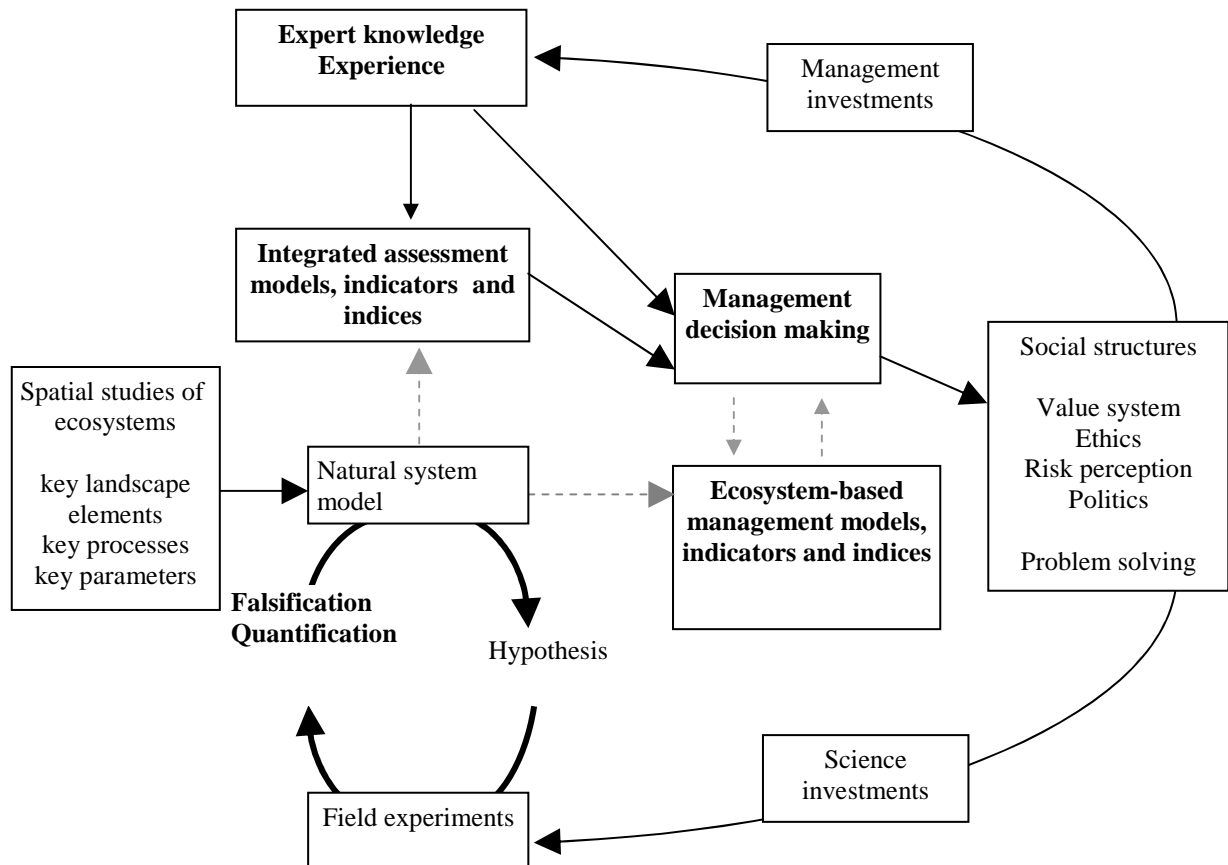 Expert knowledge
Experience
Management
investments
Integrated assessment
models, indicators and
indices
Management
decision making
Social structures
Value system
Ethics
Risk perception
Politics
Problem solving
Spatial studies of
ecosystems
key landscape
elements
key processes
key parameters
Natural system
model
Ecosystem-based
management models,
indicators and indices
Falsification
Quantification
Hypothesis
Science
investments
Field experiments